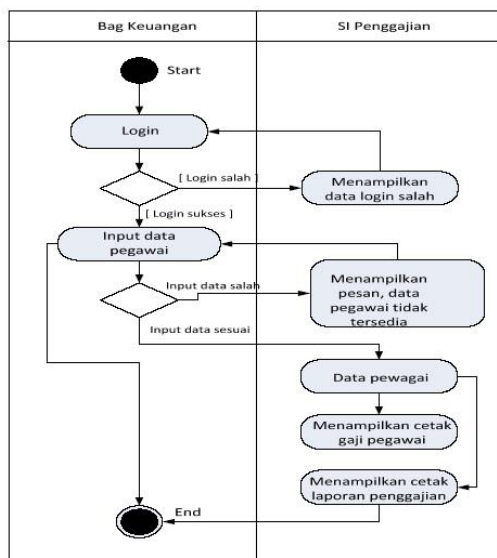 Bag Keuangan
SI Penggajian
Start
Login
[ Login salah ]
Menampilkan
data login salah
[ Login sukses ]
Input data
pegawai
Input data salah
Menampilkan
pesan, data
pegawai tidak
tersedia
Input data sesuai
Data pewagai
Menampilkan cetak
gaji pegawai
Menampilkan cetak
laporan penggajian
End